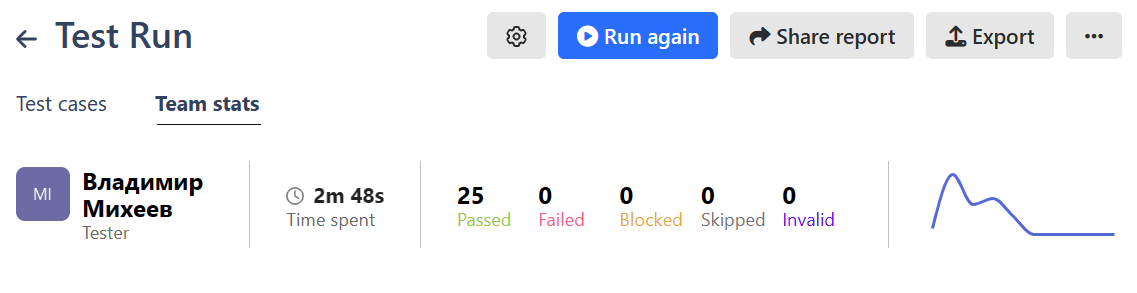 Test Run
Run again
Share report
Export
Test cases
Team stats
MI
Владимир
Михеев
Tester
2m 48s
Time spent
25 0 0 0 0
Passed Failed Blocked Skipped Invalid